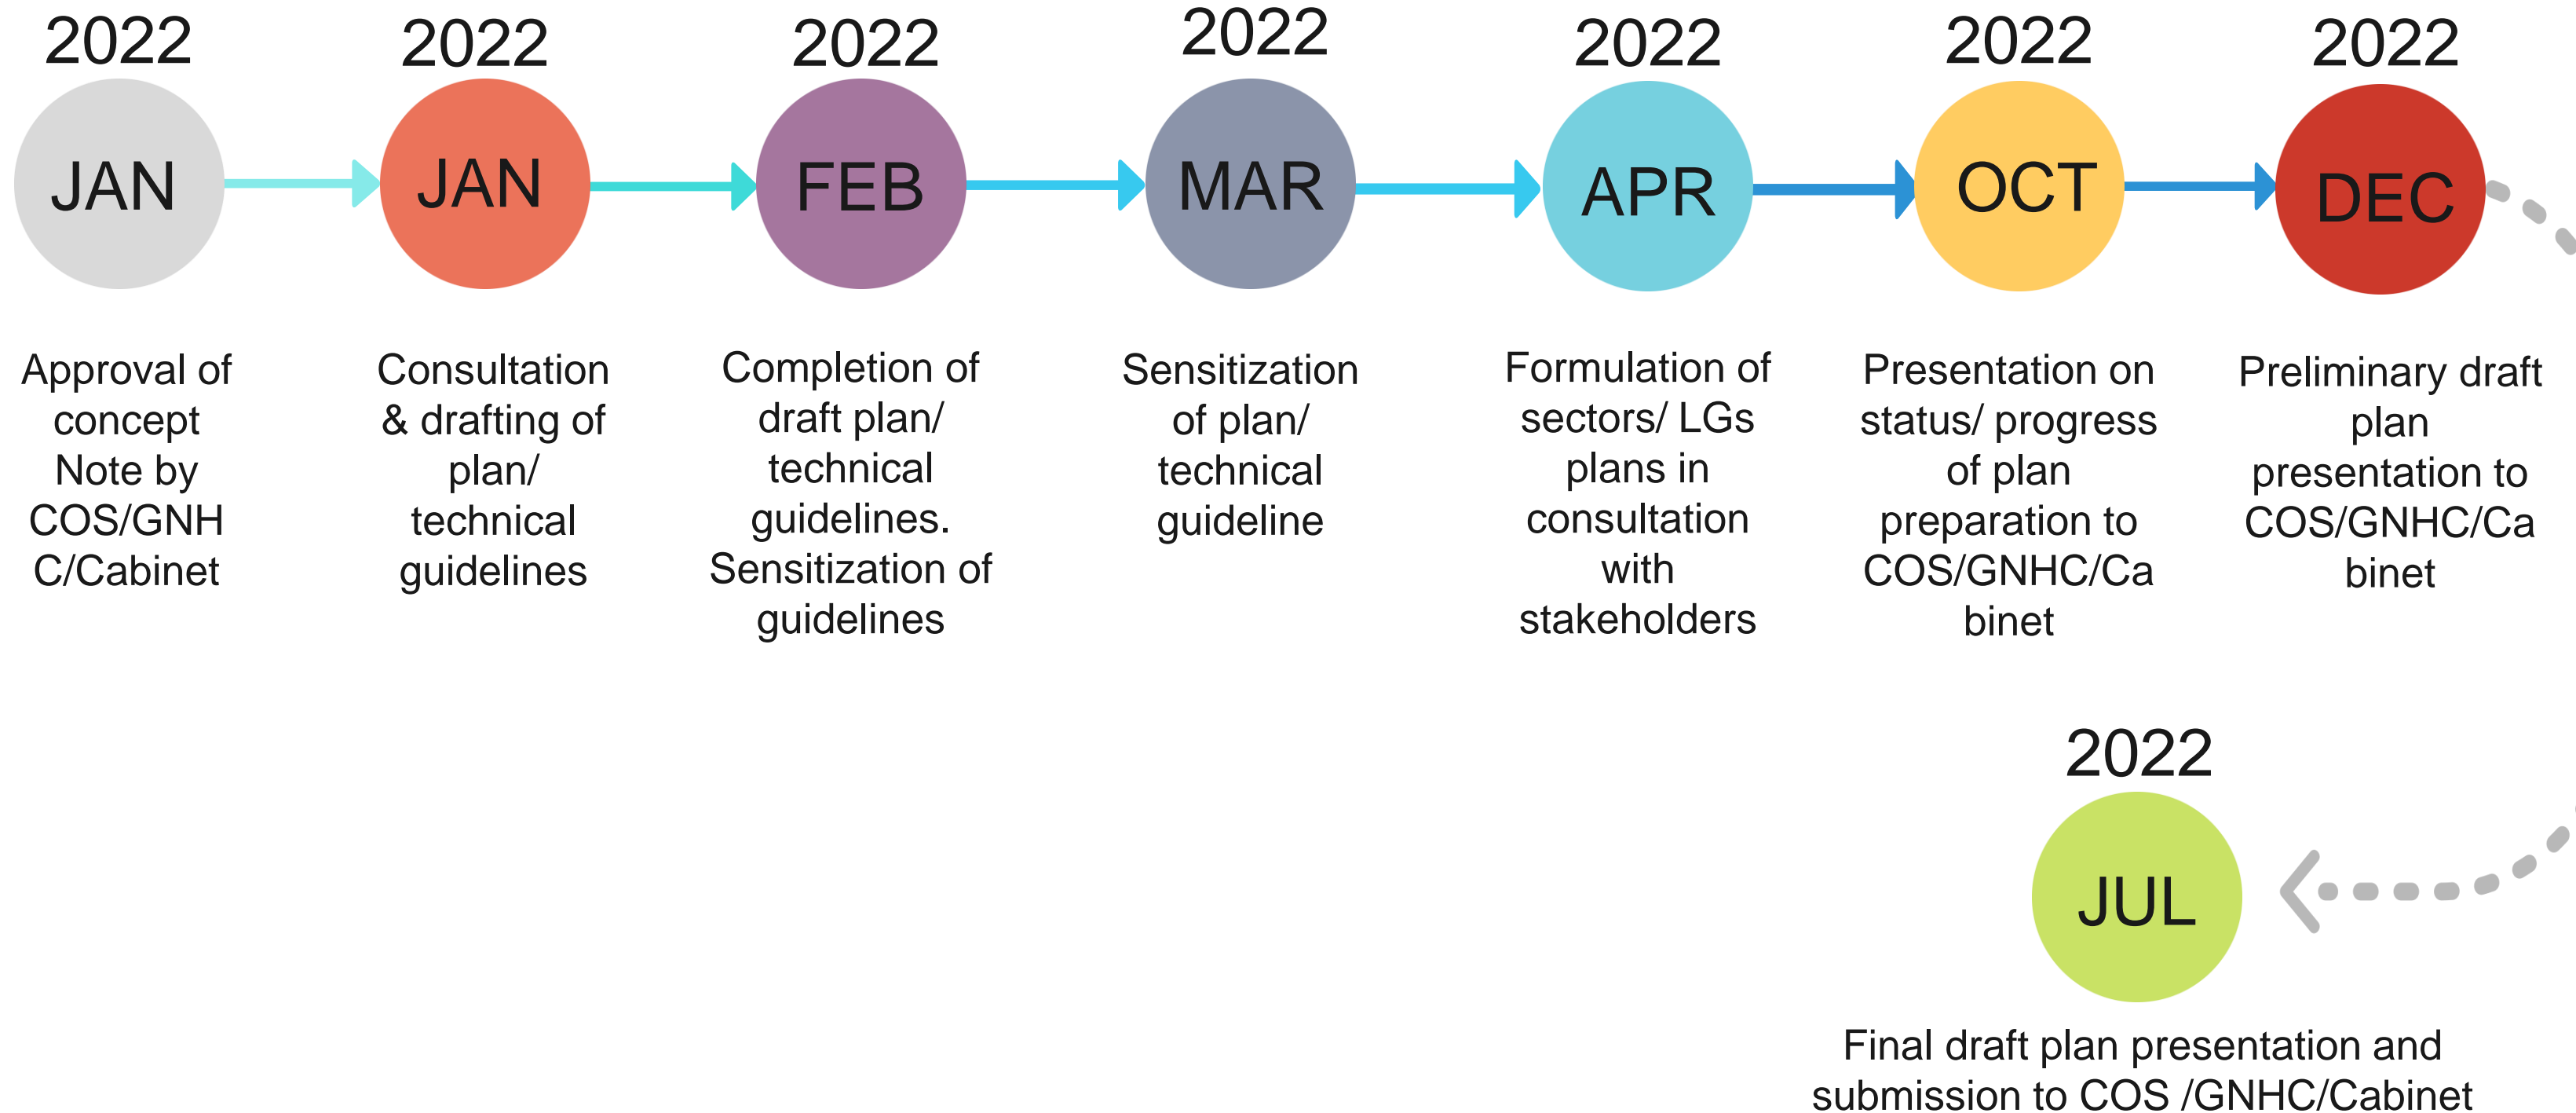 2022
JAN
Approval of
concept
Note by
COS/GNH
C/Cabinet
2022
JAN
Consultation
& drafting of
plan/
technical
guidelines
2022
FEB
Completion of
draft plan/
technical
guidelines.
Sensitization of
guidelines
2022
MAR
Sensitization
of plan/
technical
guideline
2022
APR
Formulation of
sectors/ LGs
plans in
consultation
with
stakeholders
2022
OCT
Presentation on
status/ progress
of plan
preparation to
COS/GNHC/Ca
binet
2022
DEC
Preliminary draft
plan
presentation to
COS/GNHC/Ca
binet
2022
JUL
Final draft plan presentation and
submission to COS /GNHC/Cabinet